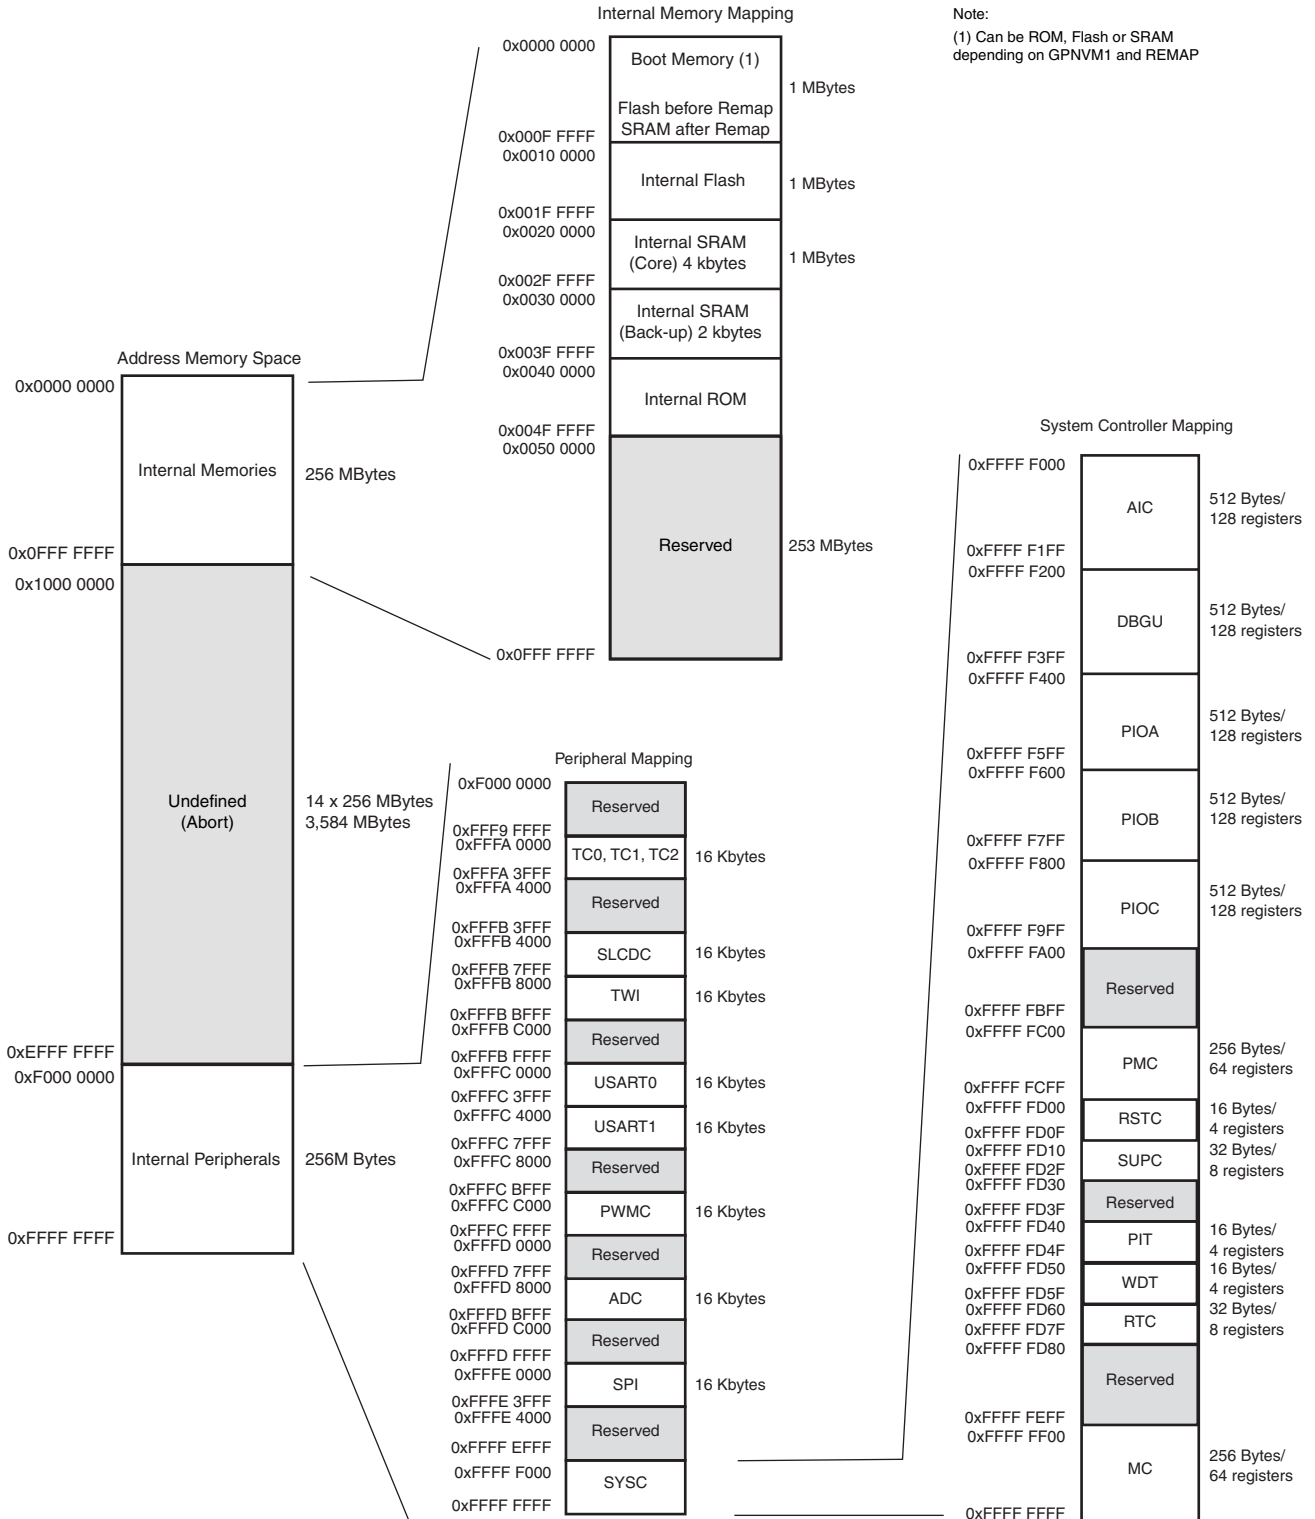 Internal Memory Mapping
0x0000 0000
Boot Memory (1)
Flash before Remap
SRAM after Remap
1 MBytes
0x000F FFFF
0x0010 0000
Internal Flash
1 MBytes
0x001F FFFF
0x0020 0000
Internal SRAM
(Core) 4 kbytes
1 MBytes
0x002F FFFF
0x0030 0000
Internal SRAM
(Back-up) 2 kbytes
0x003F FFFF
0x0040 0000
Internal ROM
0x004F FFFF
0x0050 0000
Reserved
253 MBytes
0x0FFF FFFF
Note:
(1) Can be ROM, Flash or SRAM
depending on GPNVM1 and REMAP
Address Memory Space
0x0000 0000
Internal Memories
256 MBytes
0x0FFF FFFF
0x1000 0000
Undefined
(Abort)
14 x 256 MBytes
3,584 MBytes
0xEFFF FFFF
0xF000 0000
Internal Peripherals
256M Bytes
0xFFFF FFFF
Peripheral Mapping
0xF000 0000
Reserved
0xFFF9 FFFF
0xFFFA 0000
TC0, TC1, TC2
16 Kbytes
0xFFFA 3FFF
0xFFFA 4000
Reserved
0xFFFB 3FFF
0xFFFB 4000
SLCDC
16 Kbytes
0xFFFB 7FFF
0xFFFB 8000
TWI
16 Kbytes
0xFFFB BFFF
0xFFFB C000
Reserved
0xFFFB FFFF
0xFFFC 0000
USART0
16 Kbytes
0xFFFC 3FFF
0xFFFC 4000
USART1
16 Kbytes
0xFFFC 7FFF
0xFFFC 8000
Reserved
0xFFFC BFFF
0xFFFC C000
PWMC
16 Kbytes
0xFFFC FFFF
0xFFFD 0000
Reserved
0xFFFD 7FFF
0xFFFD 8000
ADC
16 Kbytes
0xFFFD BFFF
0xFFFD C000
Reserved
0xFFFD FFFF
0xFFFE 0000
SPI
16 Kbytes
0xFFFE 3FFF
0xFFFE 4000
Reserved
0xFFFF EFFF
0xFFFF F000
SYSC
0xFFFF FFFF
System Controller Mapping
0xFFFF F000
AIC
512 Bytes/
128 registers
0xFFFF F1FF
0xFFFF F200
DBGU
512 Bytes/
128 registers
0xFFFF F3FF
0xFFFF F400
PIOA
512 Bytes/
128 registers
0xFFFF F5FF
0xFFFF F600
PIOB
512 Bytes/
128 registers
0xFFFF F7FF
0xFFFF F800
PIOC
512 Bytes/
128 registers
0xFFFF F9FF
0xFFFF FA00
Reserved
0xFFFF FBFF
0xFFFF FC00
PMC
256 Bytes/
64 registers
0xFFFF FCFF
0xFFFF FD00
RSTC
16 Bytes/
4 registers
0xFFFF FD0F
0xFFFF FD10
SUPC
32 Bytes/
8 registers
0xFFFF FD2F
0xFFFF FD30
Reserved
0xFFFF FD3F
0xFFFF FD40
PIT
16 Bytes/
4 registers
0xFFFF FD4F
0xFFFF FD50
WDT
16 Bytes/
4 registers
0xFFFF FD5F
0xFFFF FD60
RTC
32 Bytes/
8 registers
0xFFFF FD7F
0xFFFF FD80
Reserved
0xFFFF FEFF
0xFFFF FF00
MC
256 Bytes/
64 registers
0xFFFF FFFF